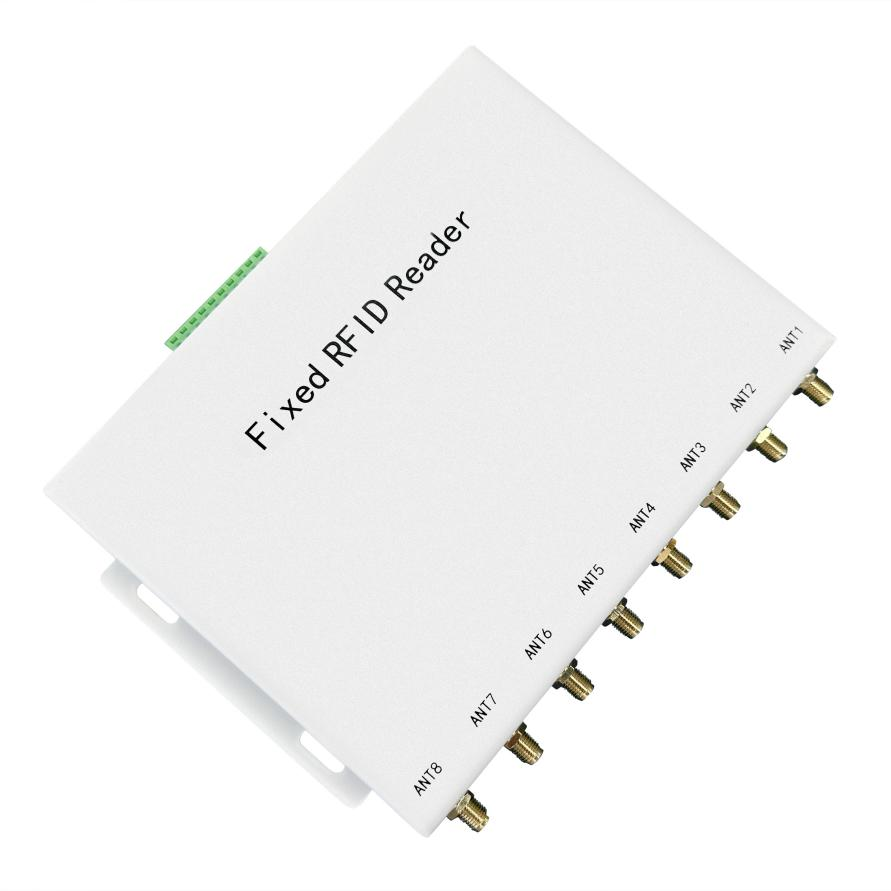 Fixed RFID Reader
ANT1
ANT2
ANT3
ANT4
ANT5
ANT6
ANT7
ANT8